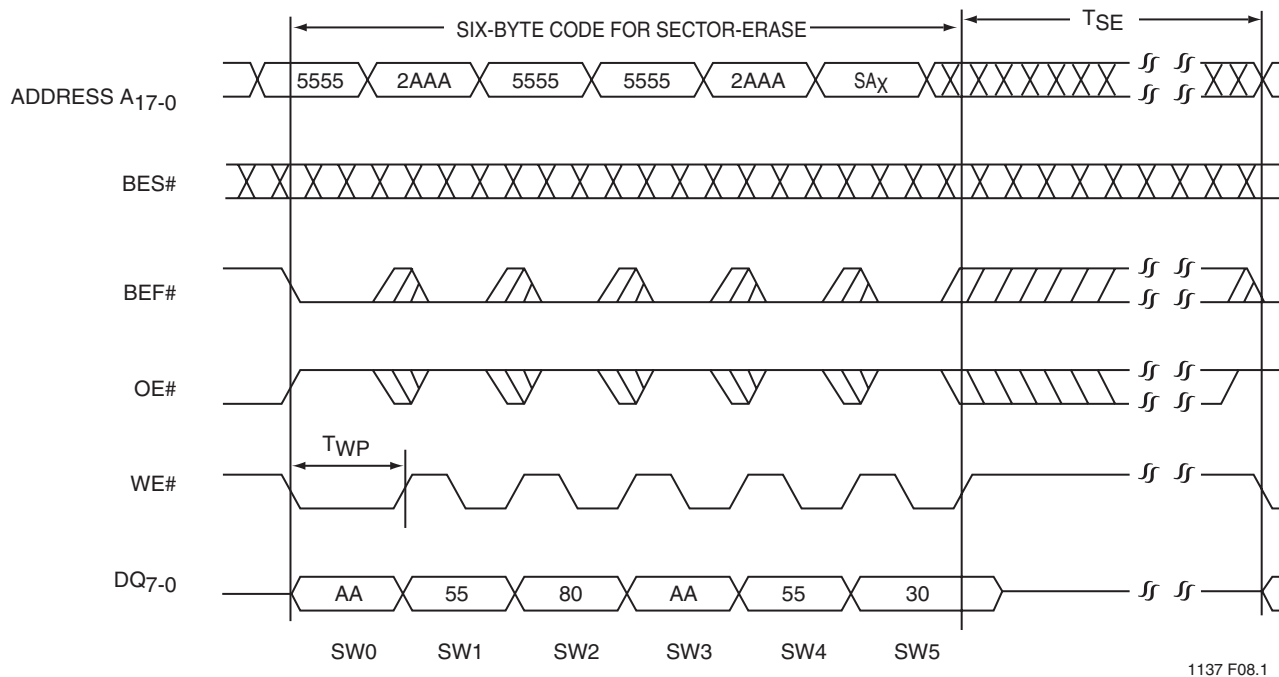 SIX-BYTE CODE FOR SECTOR-ERASE
TSE
ADDRESS A17-0
5555 2AAA 5555 5555 2AAA SAX
BES#
BEF#
OE#
TWP
WE#
DQ7-0
AA 55 80 AA 55 30
SW0 SW1 SW2 SW3 SW4 SW5
1137 F08.1